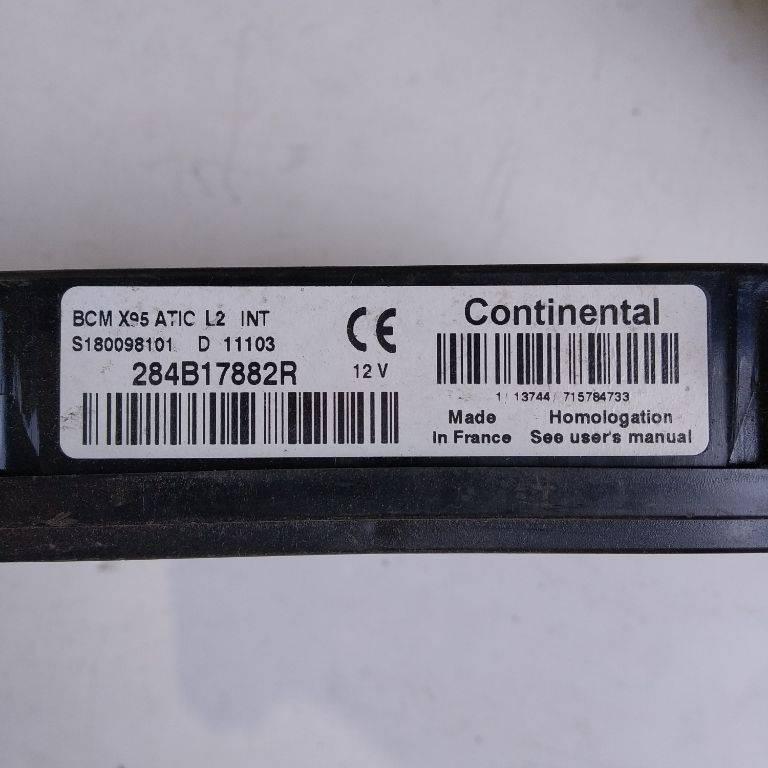 BCM X95 ATIC L2 INT
S180098101 D 11103
284B17882R
CE
12 V
Continental
1/ 13744/ 715784733
Made
in France
Homologation
See user's manual